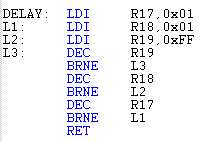 DELAY: LDI R17,0x01
L1: LDI R18,0x01
L2: LDI R19,0xFF
L3: DEC R19
BRNE L3
DEC R18
BRNE L2
DEC R17
BRNE L1
RET